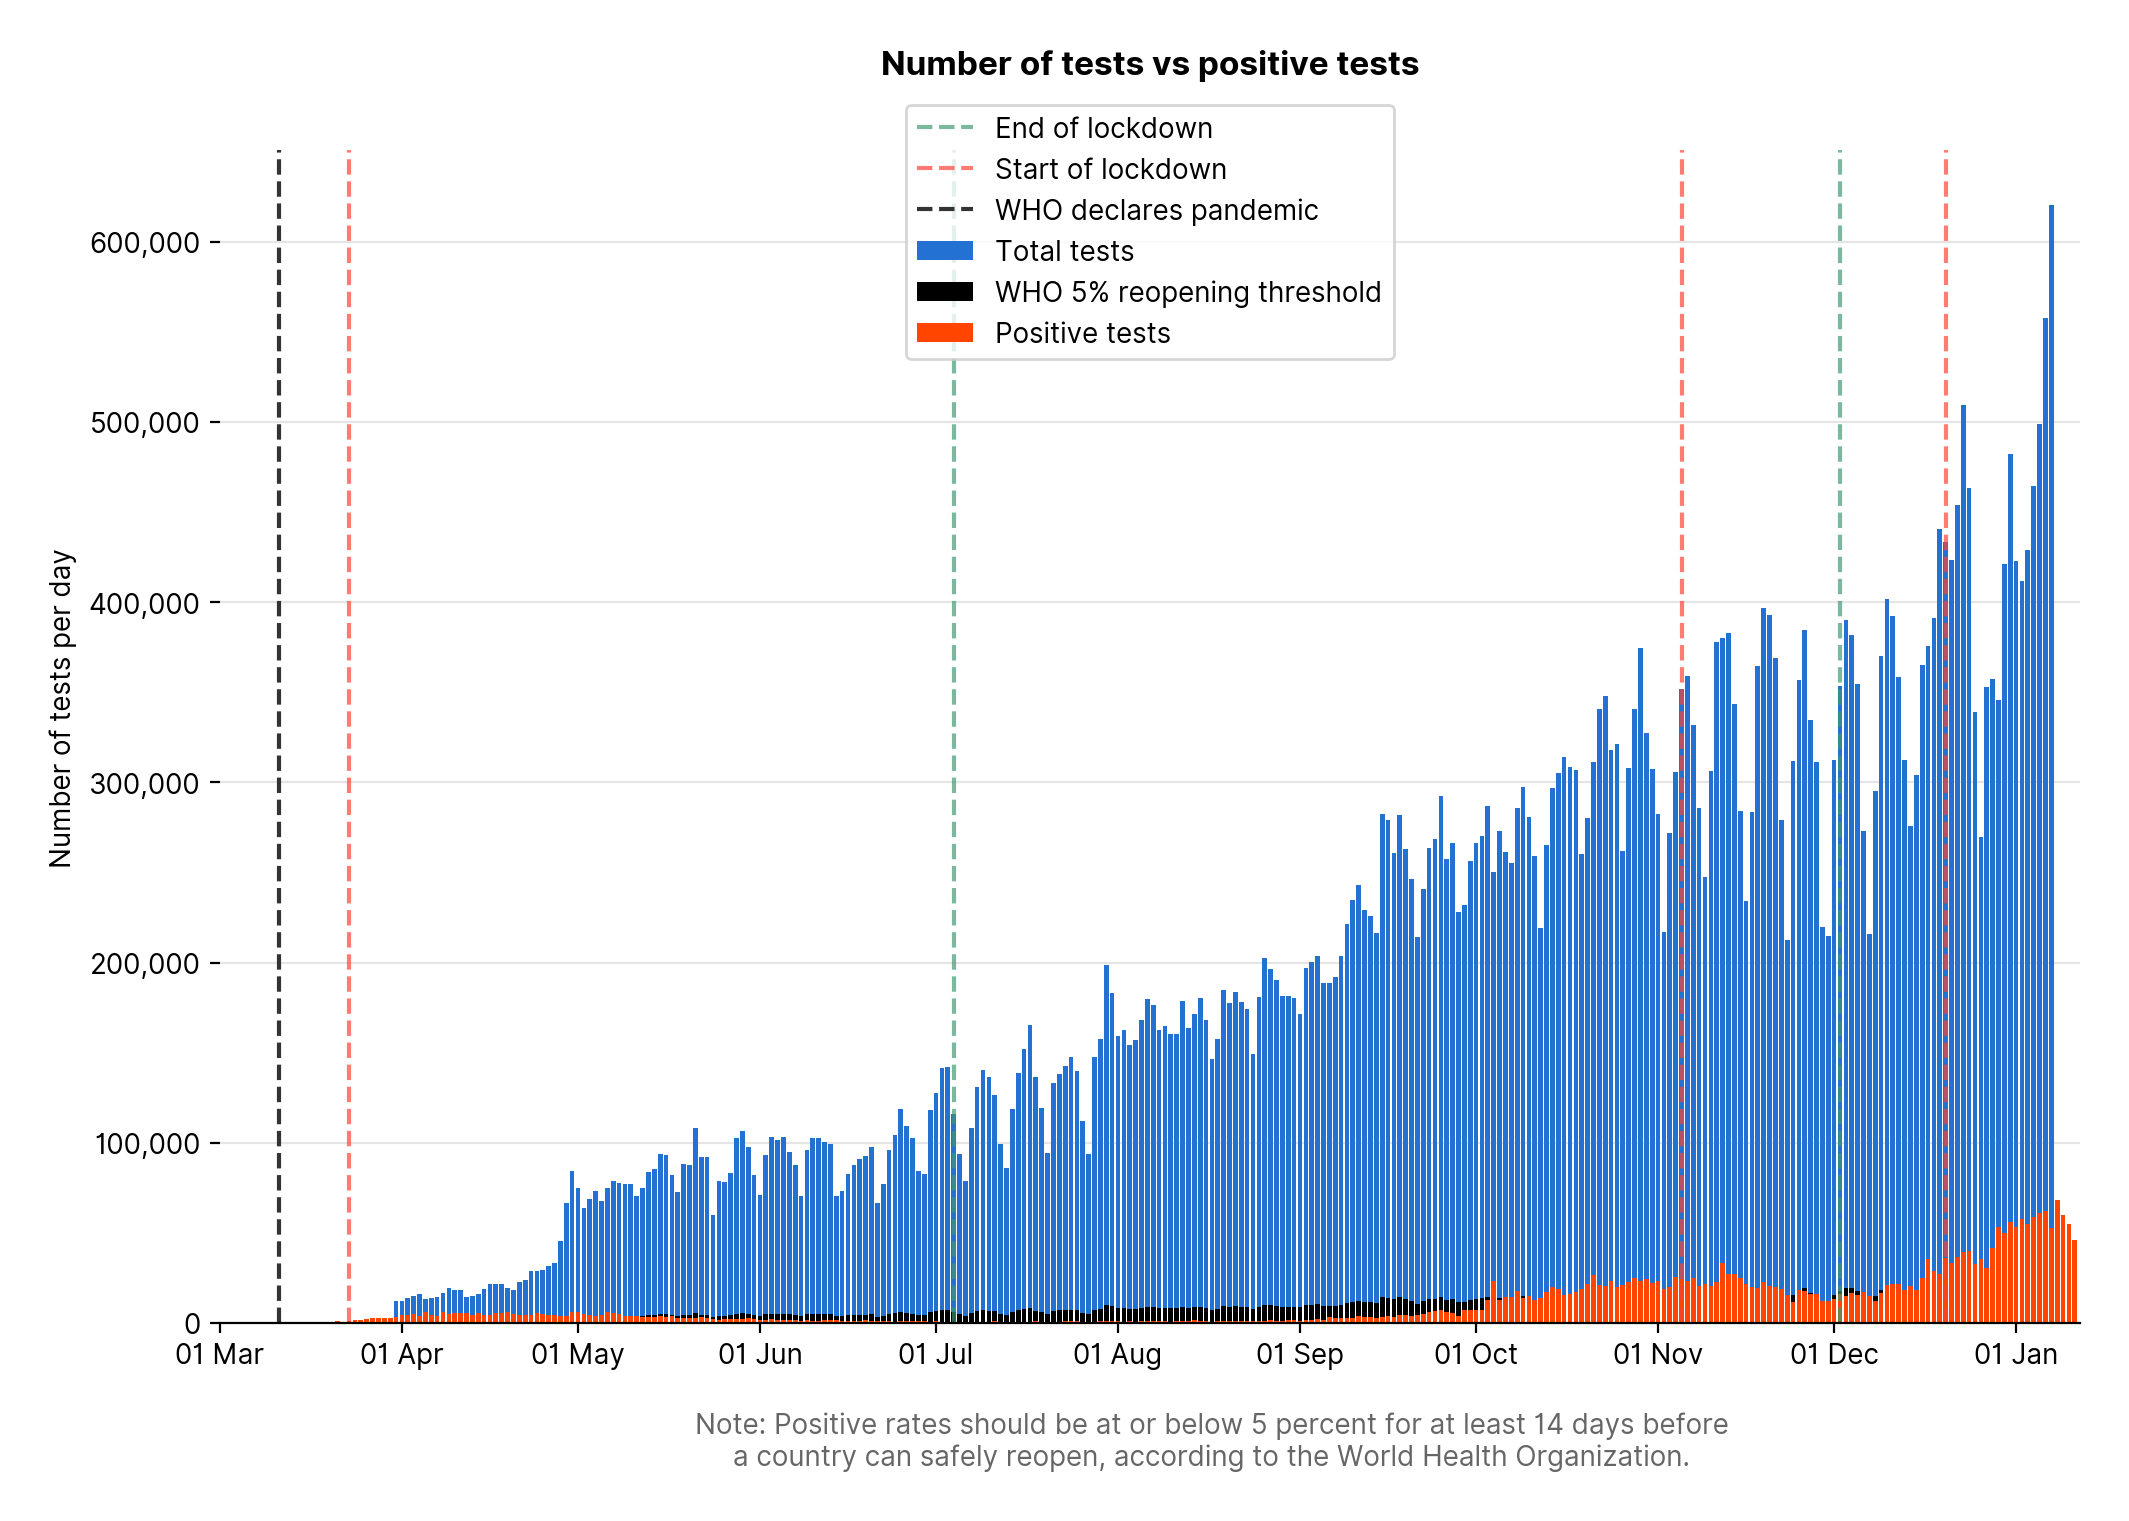 Number of tests vs positive tests
End of lockdown
Start of lockdown
WHO declares pandemic
Total tests
WHO 5% reopening threshold
Positive tests
Number of tests per day
600,000
500,000
400,000
300,000
200,000
100,000
0
01 Mar
01 Apr
01 May
01 Jun
01 Jul
01 Aug
01 Sep
01 Oct
01 Nov
01 Dec
01 Jan
Note: Positive rates should be at or below 5 percent for at least 14 days before
a country can safely reopen, according to the World Health Organization.